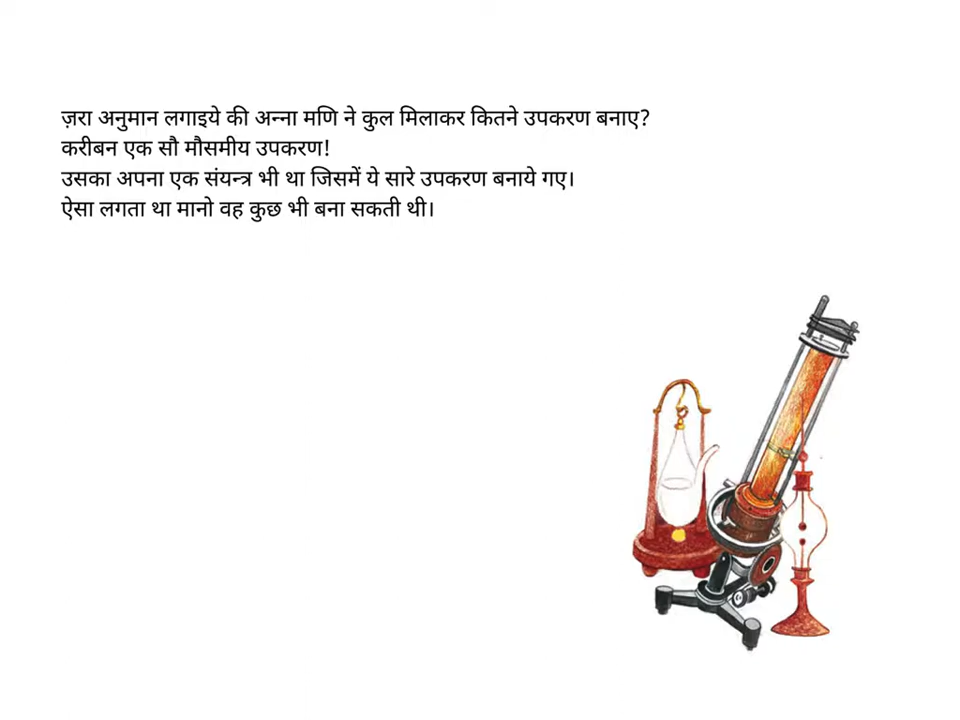 ज़रा अनुमान लगाइये की अन्ना मणि ने कुल मिलाकर कितने उपकरण बनाए?
करीबन एक सौ मौसमीय उपकरण!
उसका अपना एक संयन्त्र भी था जिसमें ये सारे उपकरण बनाये गए।
ऐसा लगता था मानो वह कुछ भी बना सकती थी।